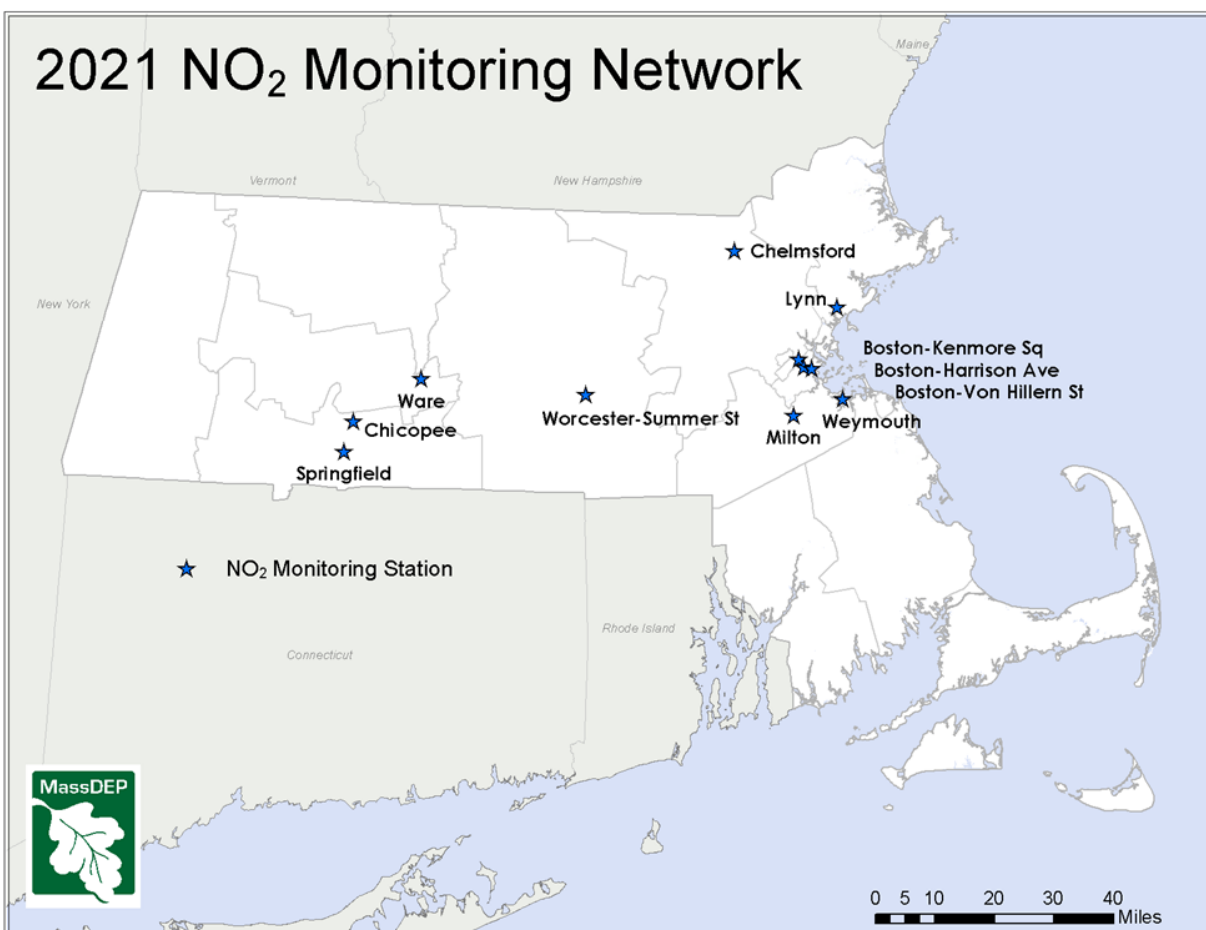 2021 NO₂ Monitoring Network
Maine
Vermont
New Hampshire
New York
Chelmsford
Lynn
Boston-Kenmore Sq
Boston-Harrison Ave
Boston-Von Hillern St
Ware
Worcester-Summer St
Weymouth
Milton
Chicopee
Springfield
NO₂ Monitoring Station
Rhode Island
Connecticut
MassDEP
0 5 10 20 30 40
Miles